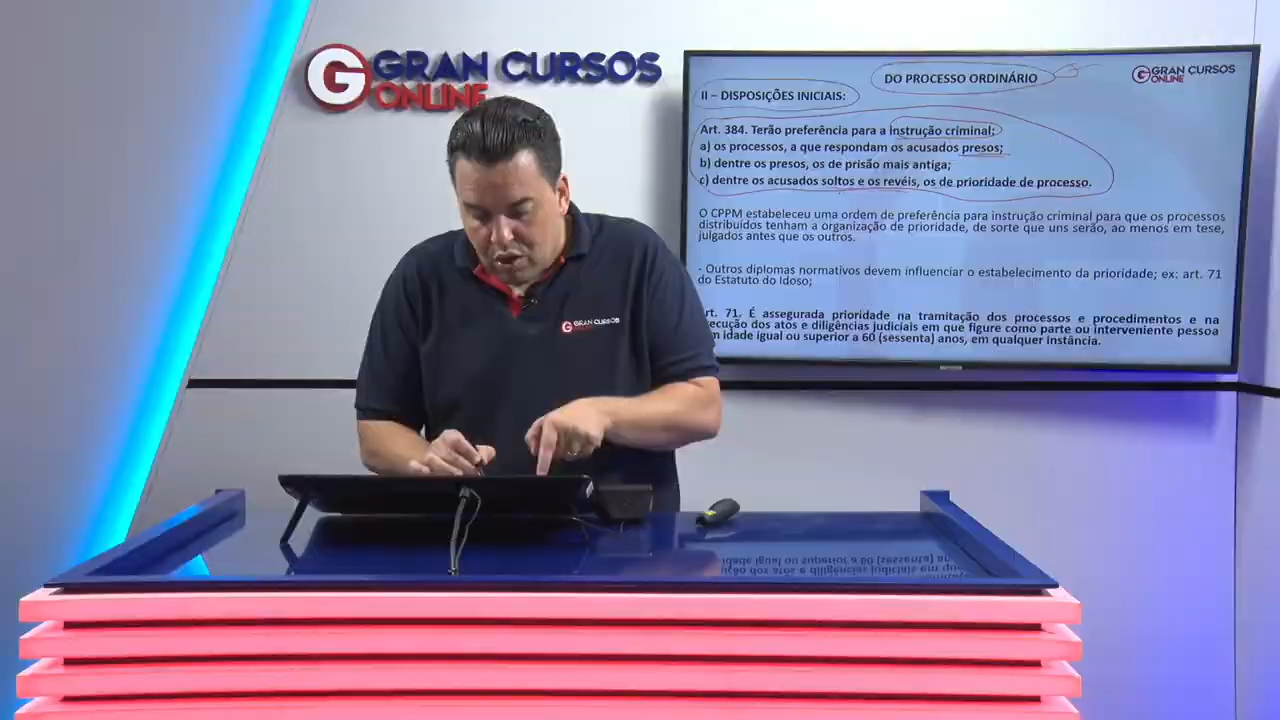 GRAN CURSOS
ONLINE
DO PROCESSO ORDINÁRIO
GRAN CURSOS
ONLINE
II – DISPOSIÇÕES INICIAIS:
Art. 384. Terão preferência para a instrução criminal:
a) os processos, a que respondam os acusados presos;
b) dentre os presos, os de prisão mais antiga;
c) dentre os acusados soltos e os revéis, os de prioridade de processo.
O CPPM estabeleceu uma ordem de preferência para instrução criminal para que os processos
distribuídos tenham a organização de prioridade, de sorte que uns serão, ao menos em tese,
julgados antes que os outros.
- Outros diplomas normativos devem influenciar o estabelecimento da prioridade; ex: art. 71
do Estatuto do Idoso;
rt. 71. É assegurada prioridade na tramitação dos processos e procedimentos e na
ecução dos atos e diligências judiciais em que figure como parte ou interveniente pessoa
m idade igual ou superior a 60 (sessenta) anos, em qualquer instância.
GRAN CURSOS
ONLINE